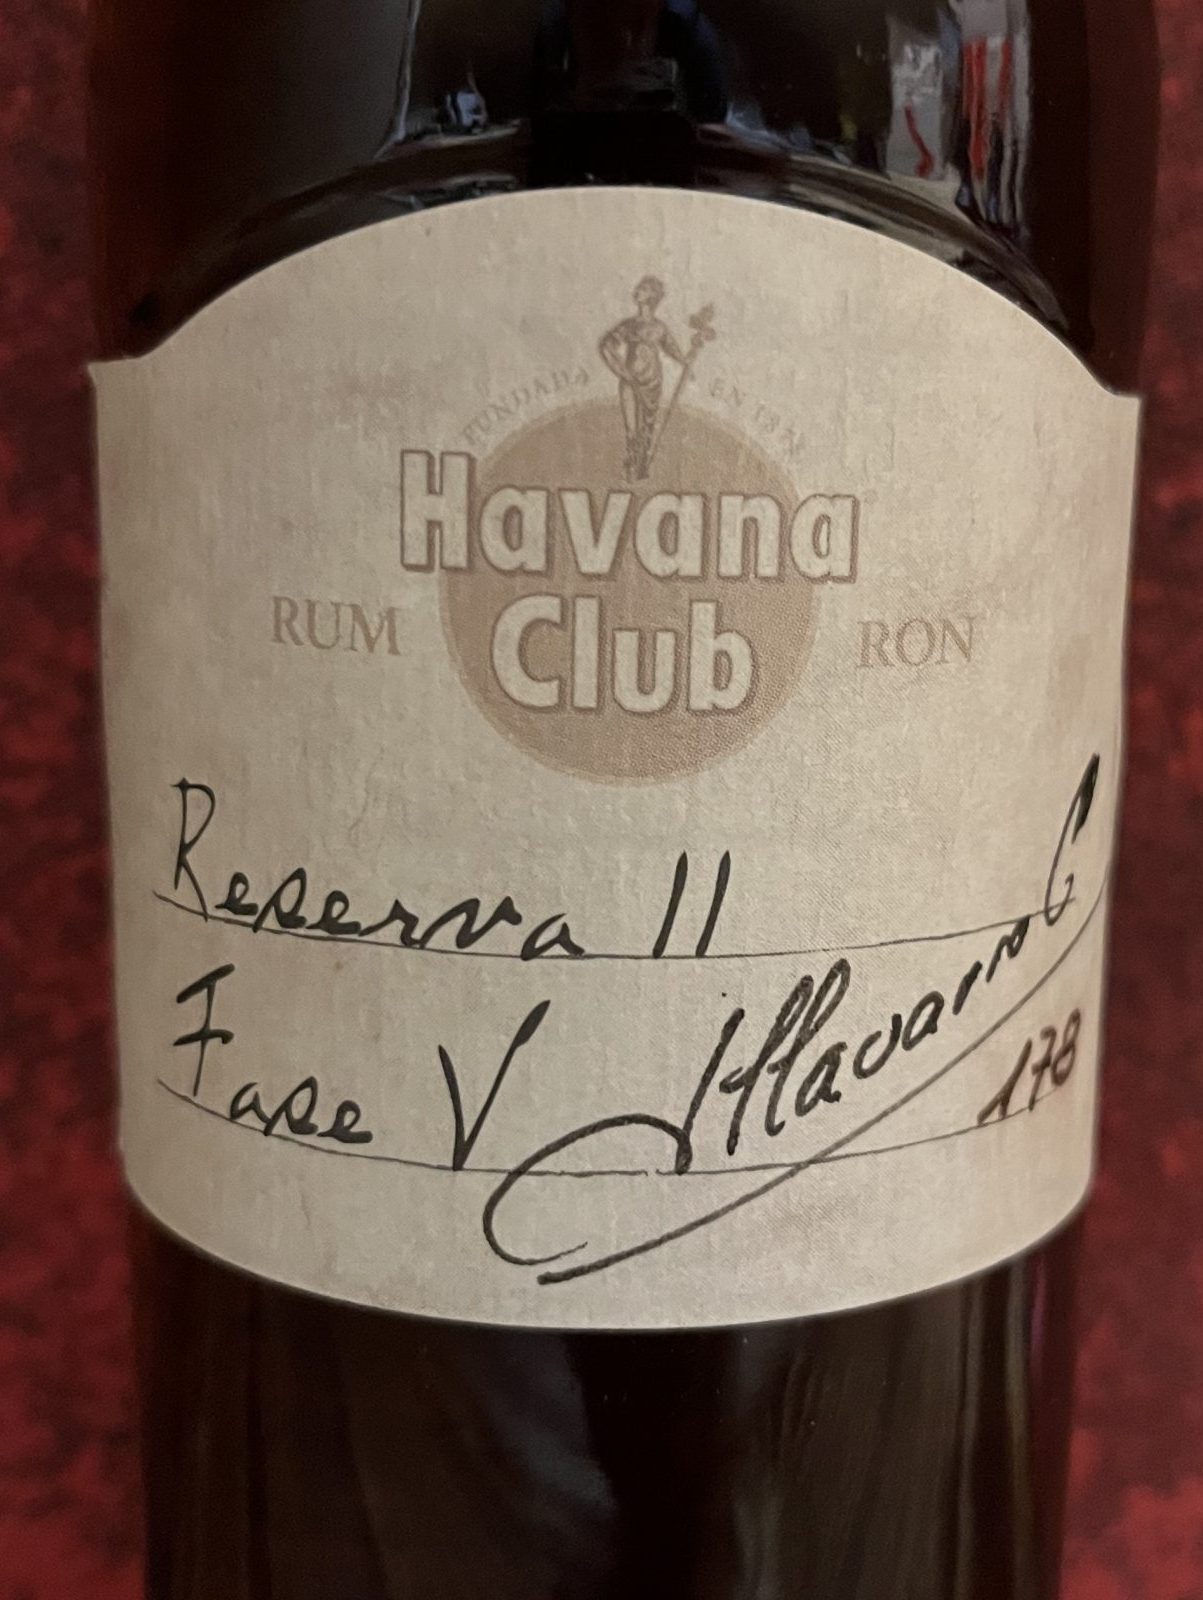 FUNDADA EN 1878
Havana
Club
RUM RON
Reserva 11
Fase V
178